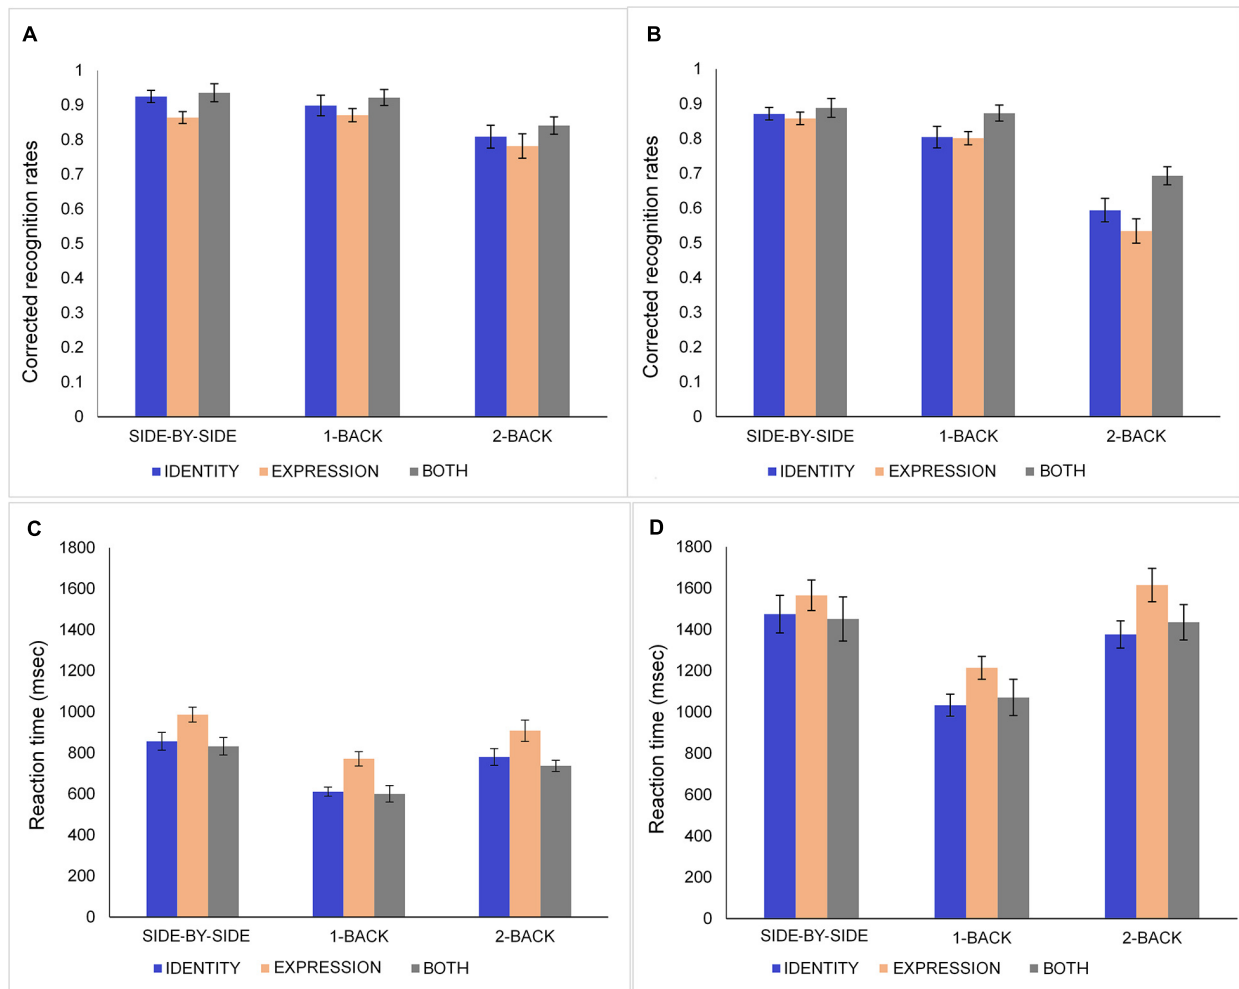 A
Corrected recognition rates
1
0.9
0.8
0.7
0.6
0.5
0.4
0.3
0.2
0.1
0
SIDE-BY-SIDE 1-BACK 2-BACK
IDENTITY EXPRESSION BOTH
B
Corrected recognition rates
1
0.9
0.8
0.7
0.6
0.5
0.4
0.3
0.2
0.1
0
SIDE-BY-SIDE 1-BACK 2-BACK
IDENTITY EXPRESSION BOTH
C
Reaction time (msec)
1800
1600
1400
1200
1000
800
600
400
200
0
SIDE-BY-SIDE 1-BACK 2-BACK
IDENTITY EXPRESSION BOTH
D
Reaction time (msec)
1800
1600
1400
1200
1000
800
600
400
200
0
SIDE-BY-SIDE 1-BACK 2-BACK
IDENTITY EXPRESSION BOTH